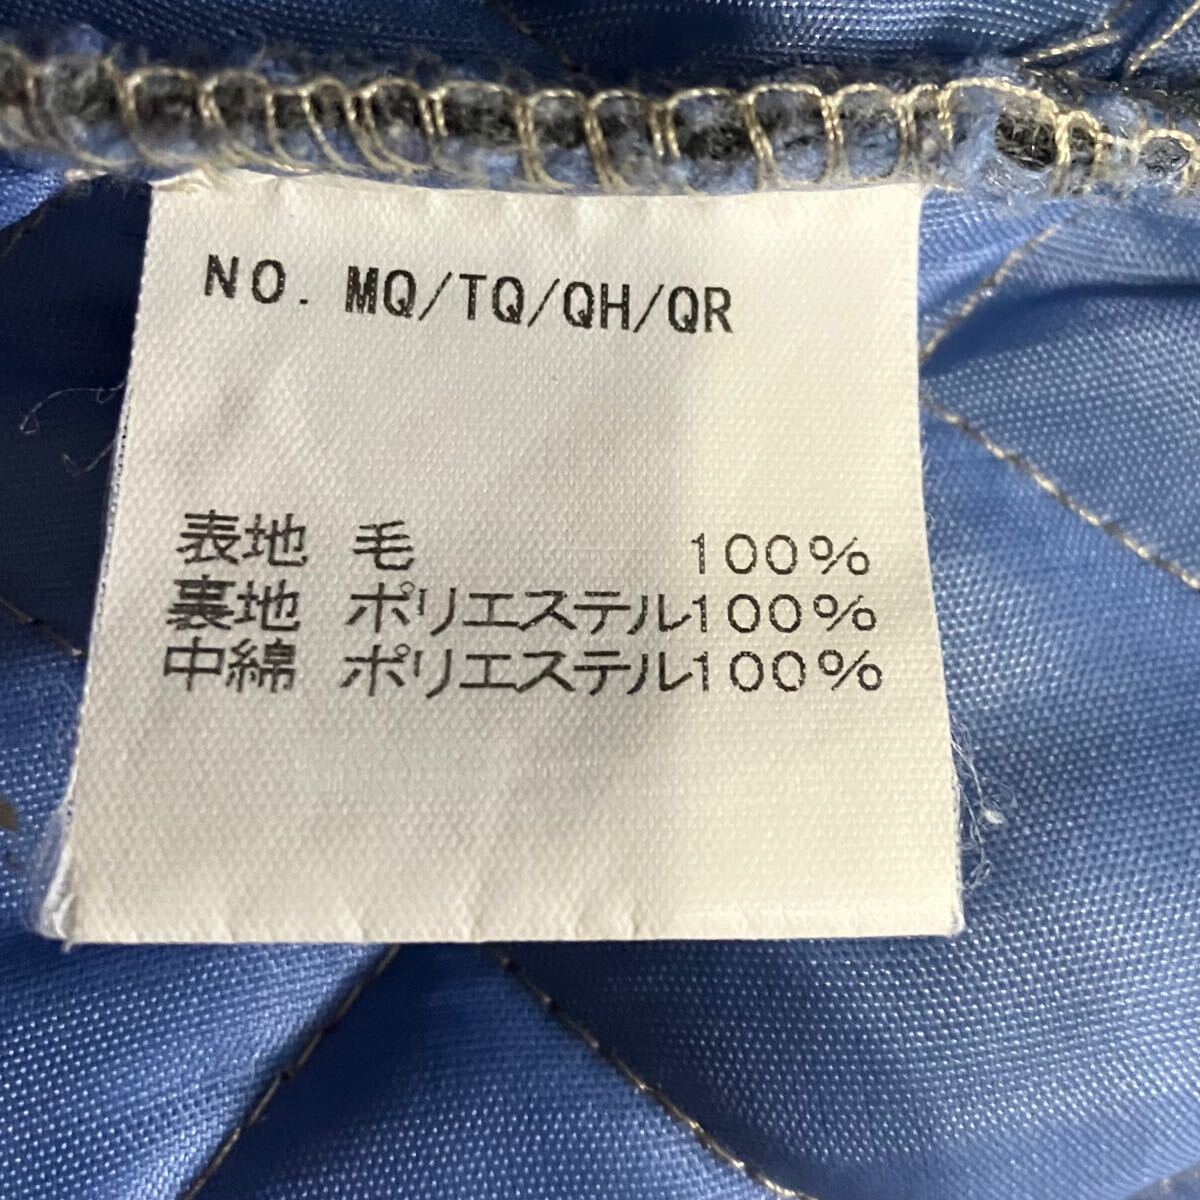 NO. MQ/TQ/QH/QR
表地 毛 100%
裏地 ポリエステル100%
中綿 ポリエステル100%